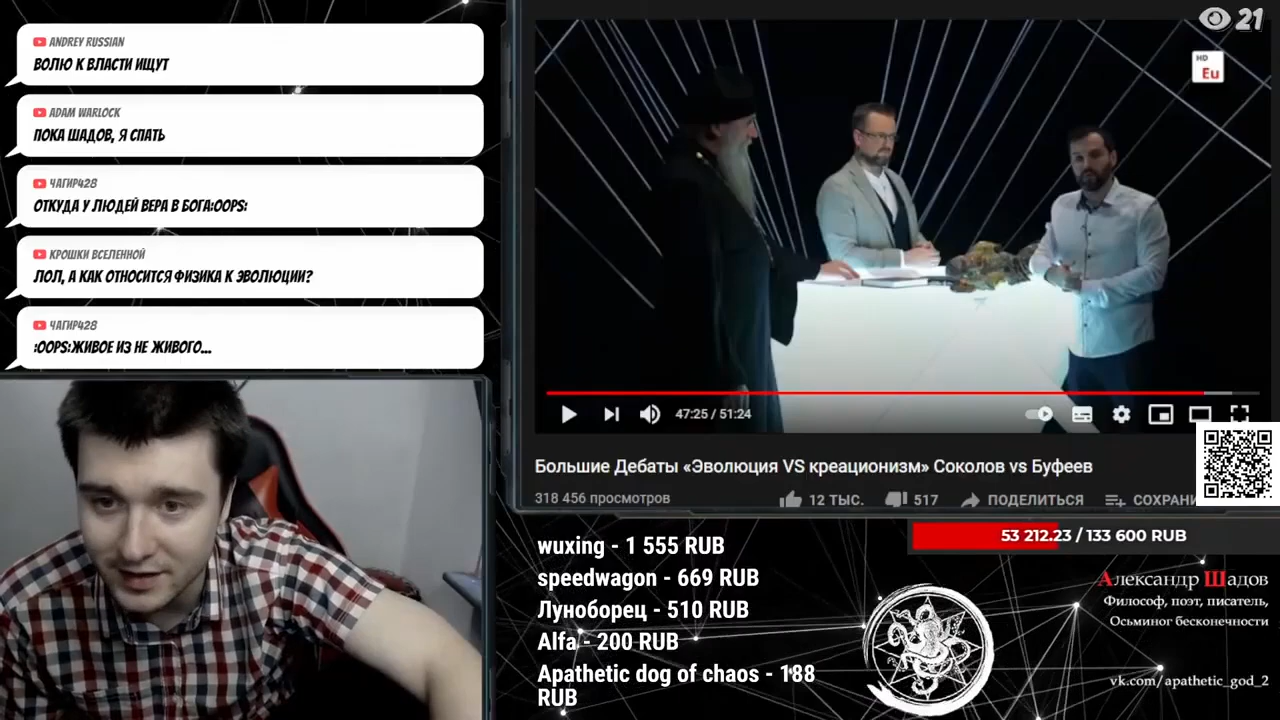 ANDREY RUSSIAN
ВОЛЮ К ВЛАСТИ ИЩУТ
ADAM WARLOCK
ПОКА ШАДОВ, Я СПАТЬ
ЧАГИР428
ОТКУДА У ЛЮДЕЙ ВЕРА В БОГА:OOPS:
КРОШКИ ВСЕЛЕННОЙ
ЛОЛ, А КАК ОТНОСИТСЯ ФИЗИКА К ЭВОЛЮЦИИ?
ЧАГИР428
:OOPS:ЖИВОЕ ИЗ НЕ ЖИВОГО...
21
HD
Eu
47:25 / 51:24
Большие Дебаты «Эволюция VS креационизм» Соколов vs Буфеев
318 456 просмотров
12 ТЫС.
517
ПОДЕЛИТЬСЯ
СОХРАНИ
53 212.23 / 133 600 RUB
wuxing - 1 555 RUB
speedwagon - 669 RUB
Луноборец - 510 RUB
Alfa - 200 RUB
Apathetic dog of chaos - 188
RUB
Александр Шадов
Философ, поэт, писатель,
Осьминог бесконечности
vk.com/apathetic_god_2